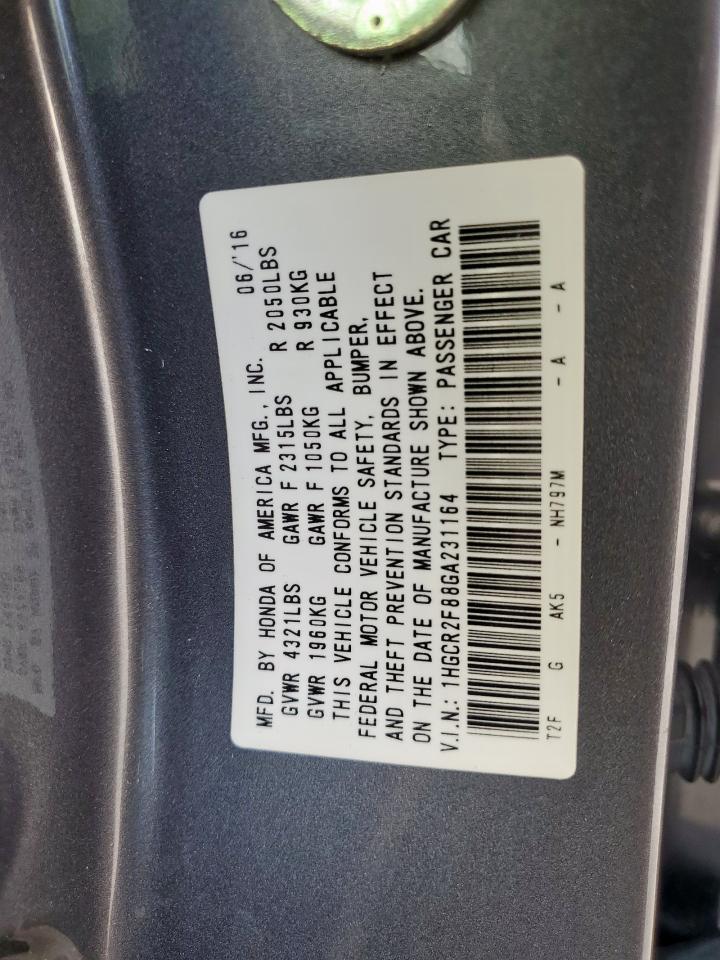 MFD. BY HONDA OF AMERICA MFG., INC. 06/'16
GVWR 4321LBS GAWR F 2315LBS R 2050LBS
GVWR 1960KG GAWR F 1050KG R 930KG
THIS VEHICLE CONFORMS TO ALL APPLICABLE
FEDERAL MOTOR VEHICLE SAFETY, BUMPER,
AND THEFT PREVENTION STANDARDS IN EFFECT
ON THE DATE OF MANUFACTURE SHOWN ABOVE.
V.I.N.: 1HGCR2F88GA231164 TYPE: PASSENGER CAR
T2F G AK5 - NH797M - A - A